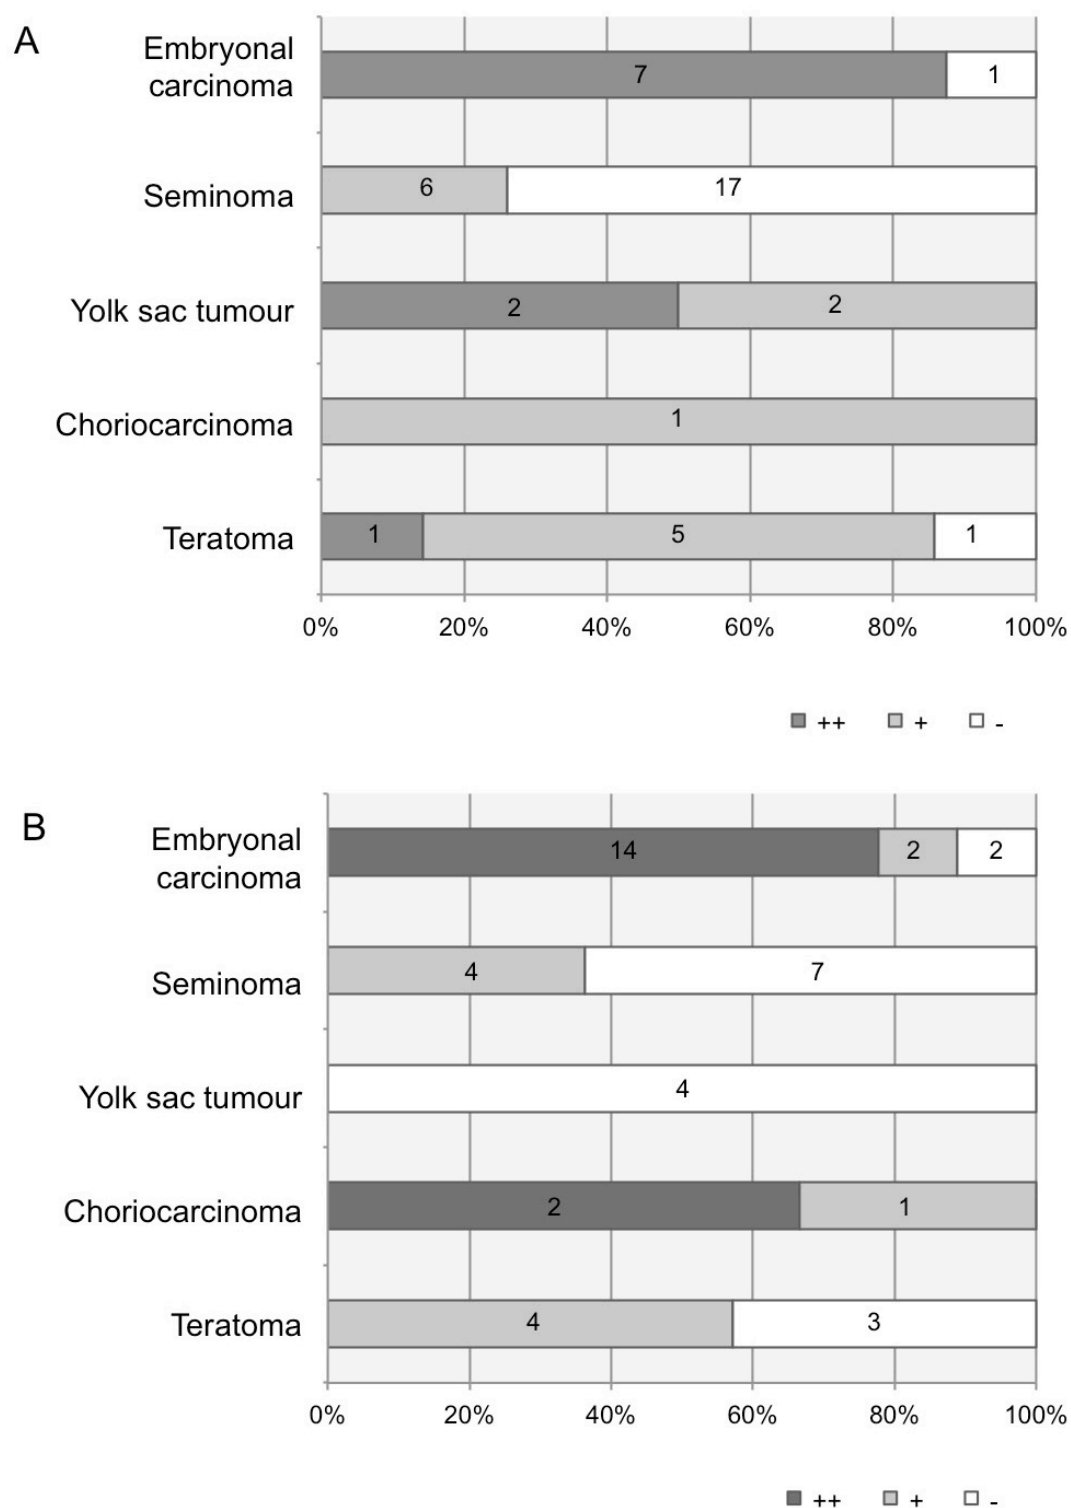 A
Embryonal
carcinoma
7 1
Seminoma
6 17
Yolk sac tumour
2 2
Choriocarcinoma
1
Teratoma
1 5 1
0% 20% 40% 60% 80% 100%
++ + -
B
Embryonal
carcinoma
14 2 2
Seminoma
4 7
Yolk sac tumour
4
Choriocarcinoma
2 1
Teratoma
4 3
0% 20% 40% 60% 80% 100%
++ + -